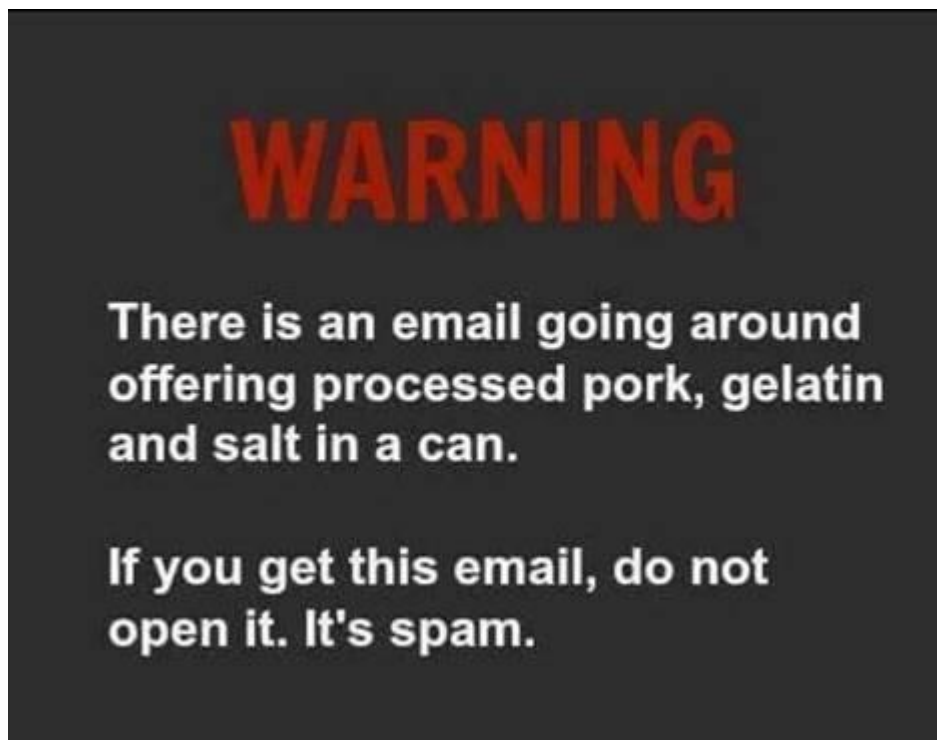 WARNING
There is an email going around
offering processed pork, gelatin
and salt in a can.
If you get this email, do not
open it. It's spam.